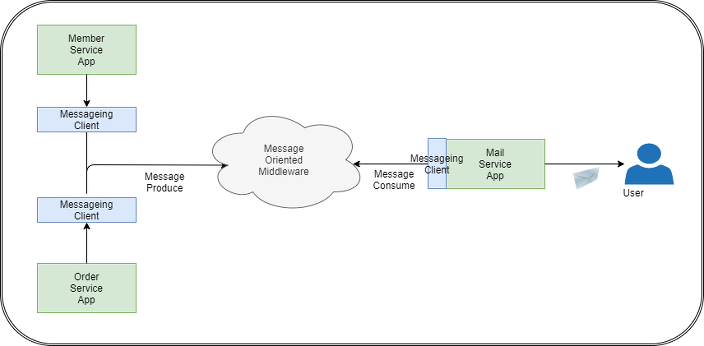 Member
Service
App
Messageing
Client
Message
Produce
Messageing
Client
Order
Service
App
Message
Oriented
Middleware
Message
Consume
Messageing
Client
Mail
Service
App
User